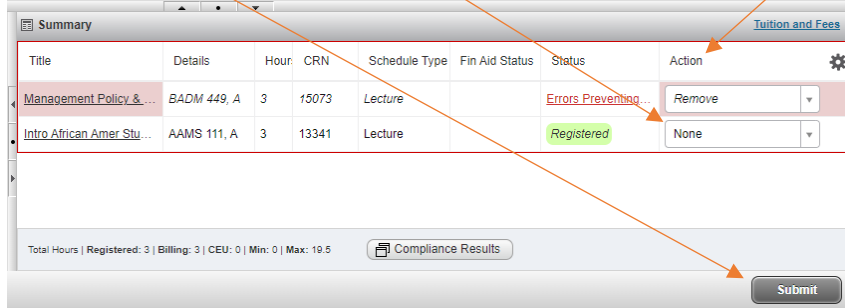 Summary Tuition and Fees
Title Details Hour CRN Schedule Type Fin Aid Status Status Action
Management Policy & ... BADM 449, A 3 15073 Lecture Errors Preventing... Remove
Intro African Amer Stu... AAMS 111, A 3 13341 Lecture Registered None
Total Hours | Registered: 3 | Billing: 3 | CEU: 0 | Min: 0 | Max: 19.5 Compliance Results
Submit